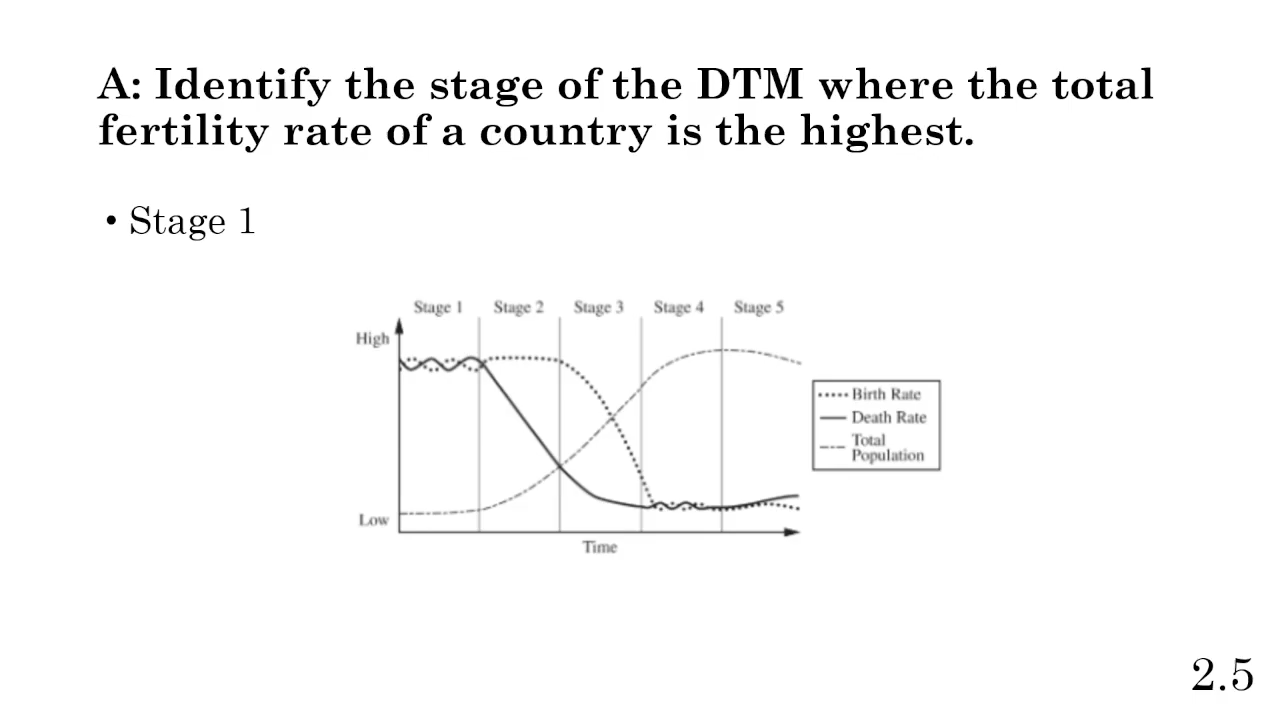 A: Identify the stage of the DTM where the total
fertility rate of a country is the highest.
• Stage 1
Stage 1 Stage 2 Stage 3 Stage 4 Stage 5
High
Birth Rate
Death Rate
Total
Population
Low
Time
2.5